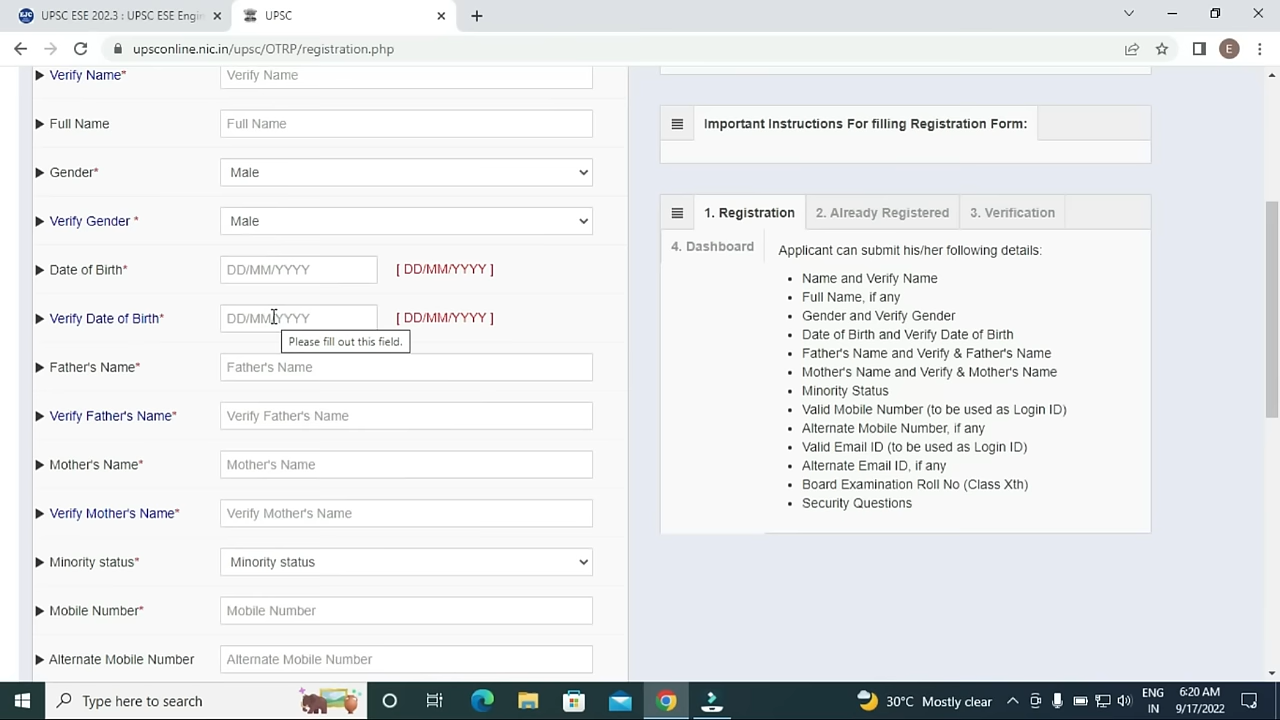 UPSC ESE 202.3 : UPSC ESE Engin
UPSC
upsconline.nic.in/upsc/OTRP/registration.php
E
Verify Name*
Verify Name
Full Name
Full Name
Gender*
Male
Verify Gender *
Male
Date of Birth*
DD/MM/YYYY
[ DD/MM/YYYY ]
Verify Date of Birth*
DD/MM/YYYY
[ DD/MM/YYYY ]
Please fill out this field.
Father's Name*
Father's Name
Verify Father's Name*
Verify Father's Name
Mother's Name*
Mother's Name
Verify Mother's Name*
Verify Mother's Name
Minority status*
Minority status
Mobile Number*
Mobile Number
Alternate Mobile Number
Alternate Mobile Number
Important Instructions For filling Registration Form:
1. Registration
2. Already Registered
3. Verification
4. Dashboard
Applicant can submit his/her following details:
• Name and Verify Name
• Full Name, if any
• Gender and Verify Gender
• Date of Birth and Verify Date of Birth
• Father's Name and Verify & Father's Name
• Mother's Name and Verify & Mother's Name
• Minority Status
• Valid Mobile Number (to be used as Login ID)
• Alternate Mobile Number, if any
• Valid Email ID (to be used as Login ID)
• Alternate Email ID, if any
• Board Examination Roll No (Class Xth)
• Security Questions
Type here to search
30°C Mostly clear
ENG
IN
6:20 AM
9/17/2022